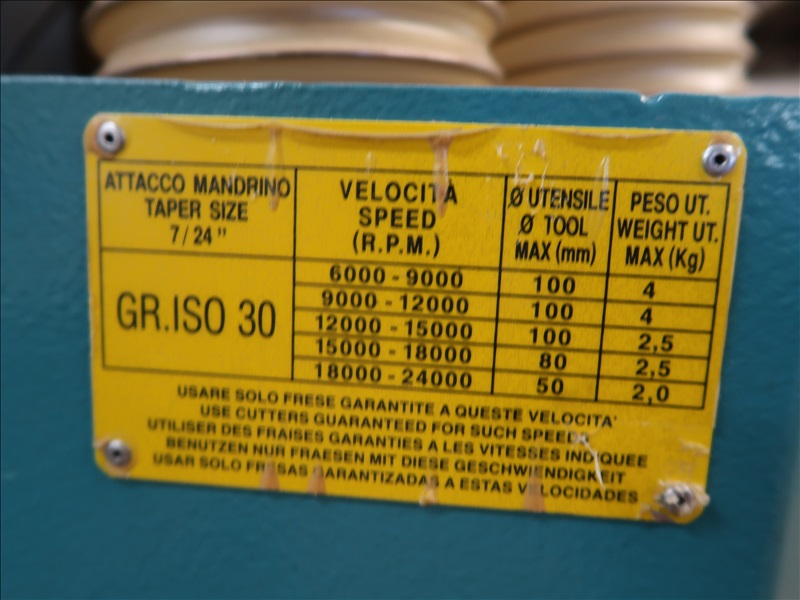 ATTACCO MANDRINO
TAPER SIZE
7/24"
VELOCITÀ
SPEED
(R.P.M.)
Ø UTENSILE
Ø TOOL
MAX (mm)
PESO UT.
WEIGHT UT.
MAX (Kg)
GR.ISO 30
6000 - 9000 100 4
9000 - 12000 100 4
12000 - 15000 100 2,5
15000 - 18000 80 2,5
18000 - 24000 50 2,0
USARE SOLO FRESE GARANTITE A QUESTE VELOCITA'
USE CUTTERS GUARANTEED FOR SUCH SPEEDS
UTILISER DES FRAISES GARANTIES A LES VITESSES INDIQUEE
BENUTZEN NUR FRAESEN MIT DIESE GESCHWIENDIGKEIT
USAR SOLO FRESAS GARANTIZADAS A ESTAS VELOCIDADES